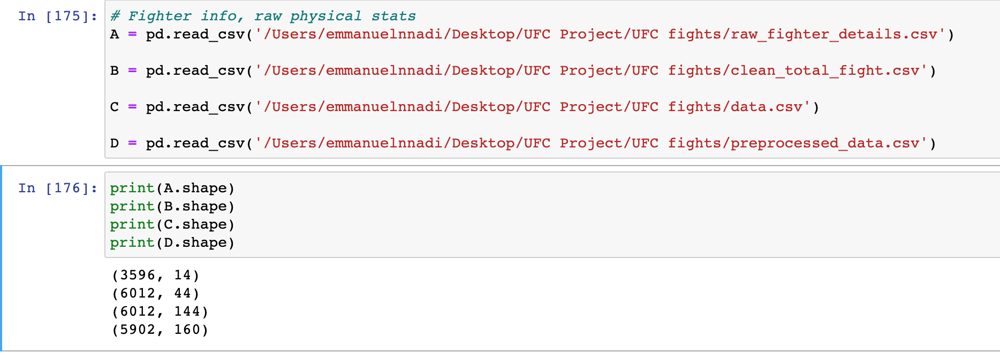 In [175]: # Fighter info, raw physical stats
A = pd.read_csv('/Users/emmanuelnnadi/Desktop/UFC Project/UFC fights/raw_fighter_details.csv')
B = pd.read_csv('/Users/emmanuelnnadi/Desktop/UFC Project/UFC fights/clean_total_fight.csv')
C = pd.read_csv('/Users/emmanuelnnadi/Desktop/UFC Project/UFC fights/data.csv')
D = pd.read_csv('/Users/emmanuelnnadi/Desktop/UFC Project/UFC fights/preprocessed_data.csv')
In [176]: print(A.shape)
print(B.shape)
print(C.shape)
print(D.shape)
(3596, 14)
(6012, 44)
(6012, 144)
(5902, 160)